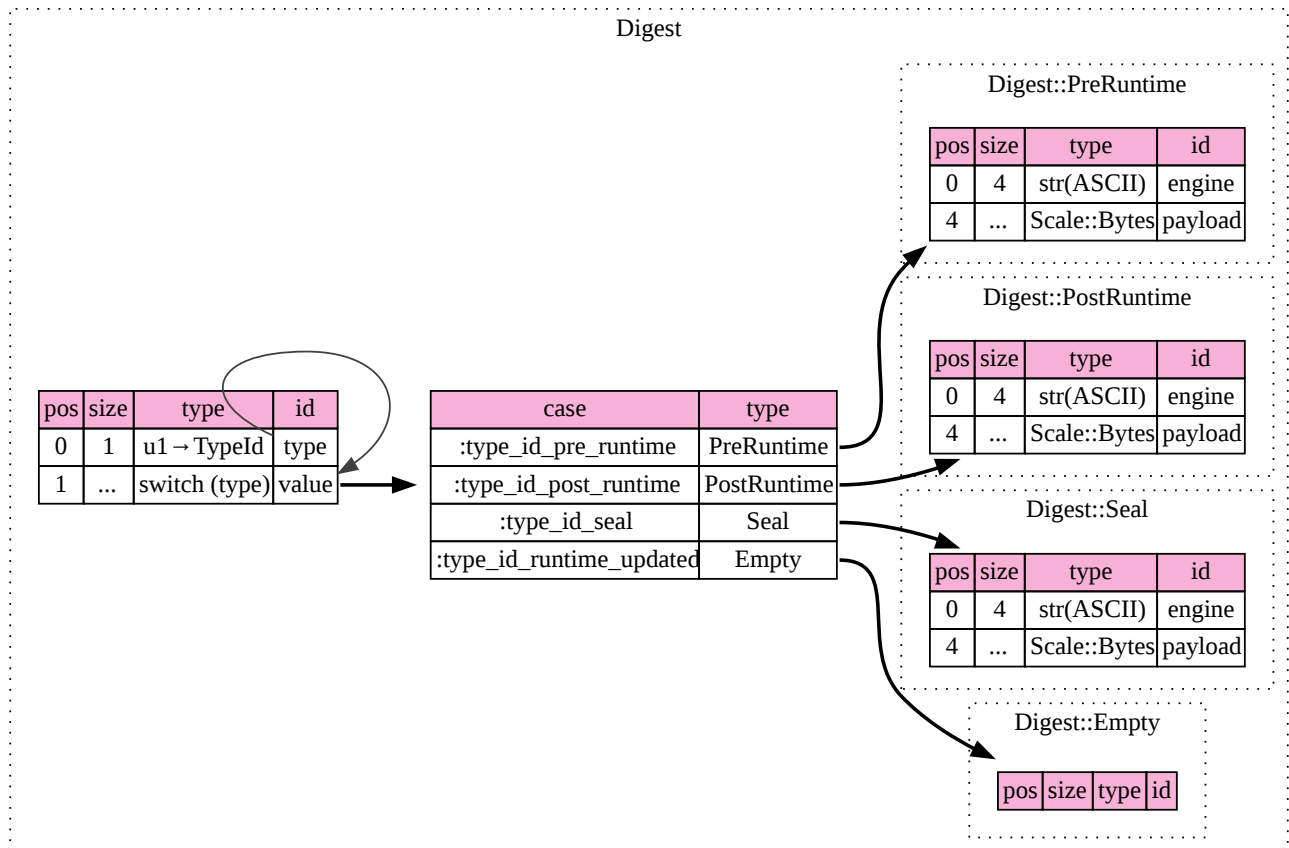 Digest
pos size type id
0 1 u1→TypeId type
1 ... switch (type) value
case type
:type_id_pre_runtime PreRuntime
:type_id_post_runtime PostRuntime
:type_id_seal Seal
:type_id_runtime_updated Empty
Digest::PreRuntime
pos size type id
0 4 str(ASCII) engine
4 ... Scale::Bytes payload
Digest::PostRuntime
pos size type id
0 4 str(ASCII) engine
4 ... Scale::Bytes payload
Digest::Seal
pos size type id
0 4 str(ASCII) engine
4 ... Scale::Bytes payload
Digest::Empty
pos size type id